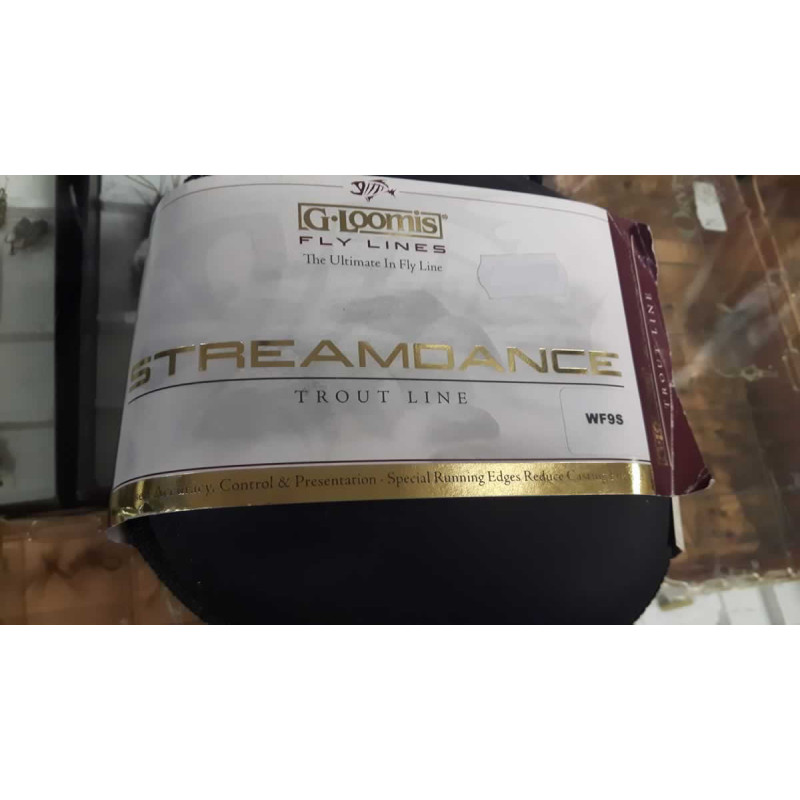 G·Loomis®
FLY LINES
The Ultimate In Fly Line
STREAMDANCE
TROUT LINE
WF9S
Accuracy, Control & Presentation - Special Running Edges Reduce
TROUT LINE